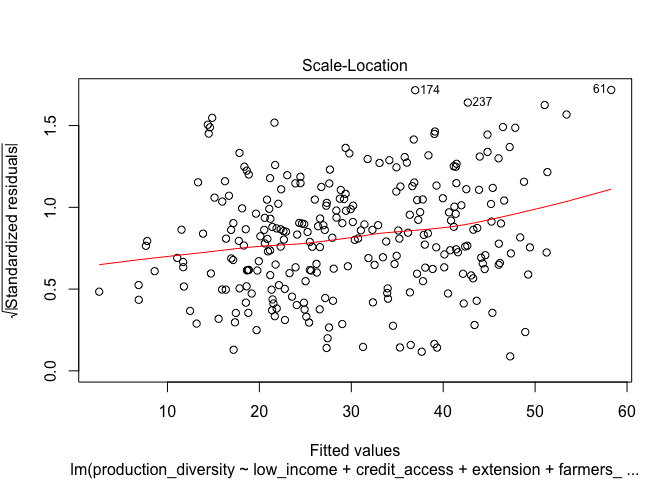 Scale-Location
√|Standardized residuals|
1.5
1.0
0.5
0.0
174
237
61
10 20 30 40 50 60
Fitted values
lm(production_diversity ~ low_income + credit_access + extension + farmers_ ...